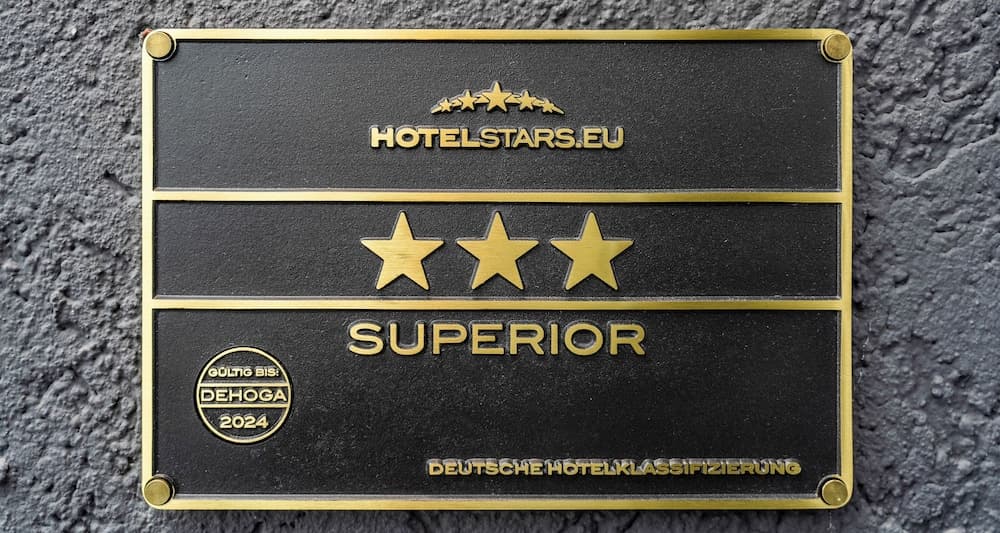 HOTELSTARS.EU
SUPERIOR
GÜLTIG BIS:
DEHOGA
2024
DEUTSCHE HOTELKLASSIFIZIERUNG